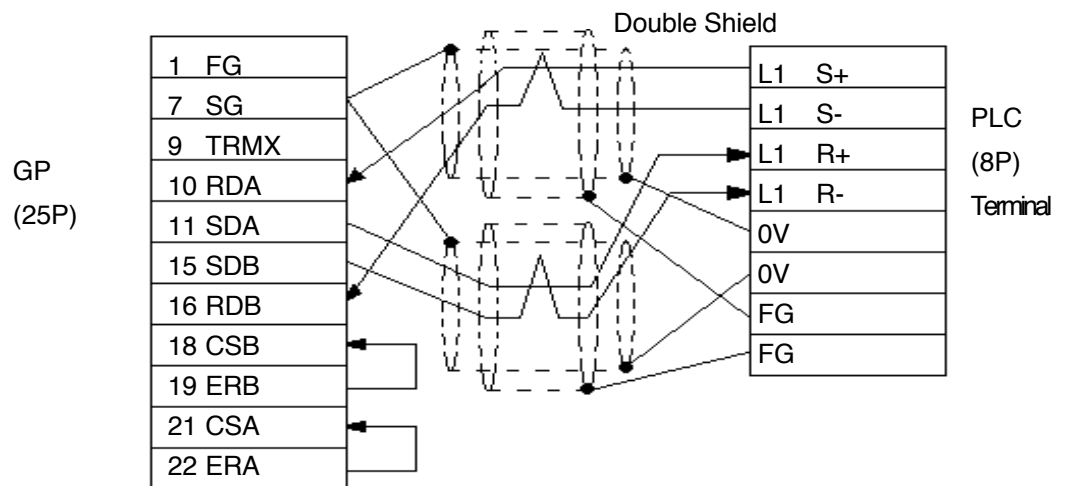 Double Shield
GP
(25P)
1 FG
7 SG
9 TRMX
10 RDA
11 SDA
15 SDB
16 RDB
18 CSB
19 ERB
21 CSA
22 ERA
L1 S+
L1 S-
L1 R+
L1 R-
0V
0V
FG
FG
PLC
(8P)
Terminal